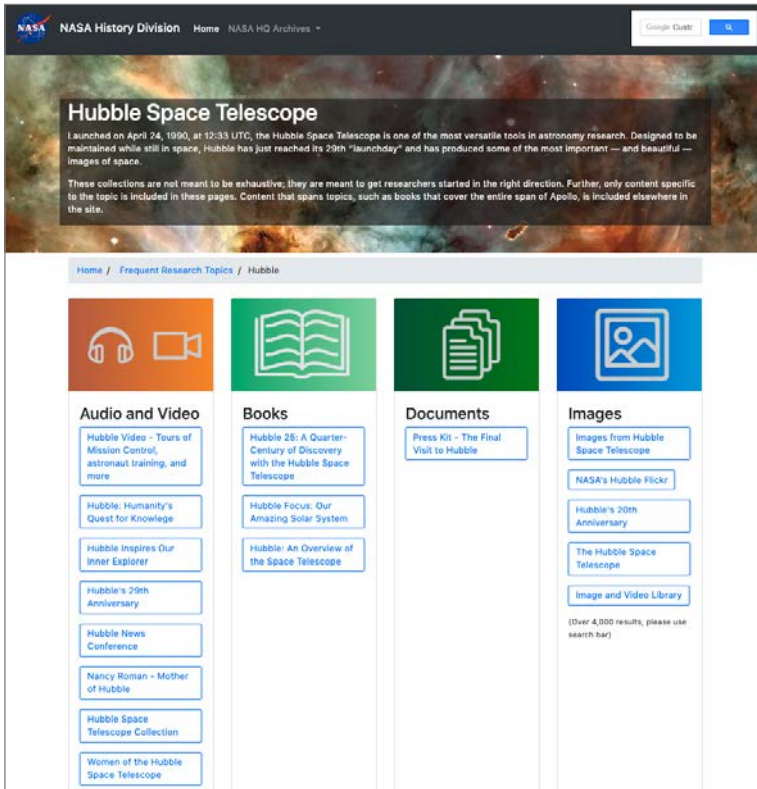 NASA
NASA History Division Home NASA HQ Archives
Google Custo
Hubble Space Telescope
Launched on April 24, 1990, at 12:33 UTC, the Hubble Space Telescope is one of the most versatile tools in astronomy research. Designed to be
maintained while still in space, Hubble has just reached its 29th "launchday" and has produced some of the most important — and beautiful —
images of space.
These collections are not meant to be exhaustive; they are meant to get researchers started in the right direction. Further, only content specific
to the topic is included in these pages. Content that spans topics, such as books that cover the entire span of Apollo, is included elsewhere in
the site.
Home / Frequent Research Topics / Hubble
Audio and Video
Hubble Video - Tours of
Mission Control,
astronaut training, and
more
Hubble: Humanity's
Quest for Knowlege
Hubble Inspires Our
Inner Explorer
Hubble's 29th
Anniversary
Hubble News
Conference
Nancy Roman - Mother
of Hubble
Hubble Space
Telescope Collection
Women of the Hubble
Space Telescope
Books
Hubble 25: A Quarter-
Century of Discovery
with the Hubble Space
Telescope
Hubble Focus: Our
Amazing Solar System
Hubble: An Overview of
the Space Telescope
Documents
Press Kit - The Final
Visit to Hubble
Images
Images from Hubble
Space Telescope
NASA's Hubble Flickr
Hubble's 20th
Anniversary
The Hubble Space
Telescope
Image and Video Library
(Over 4,000 results, please use
search bar)